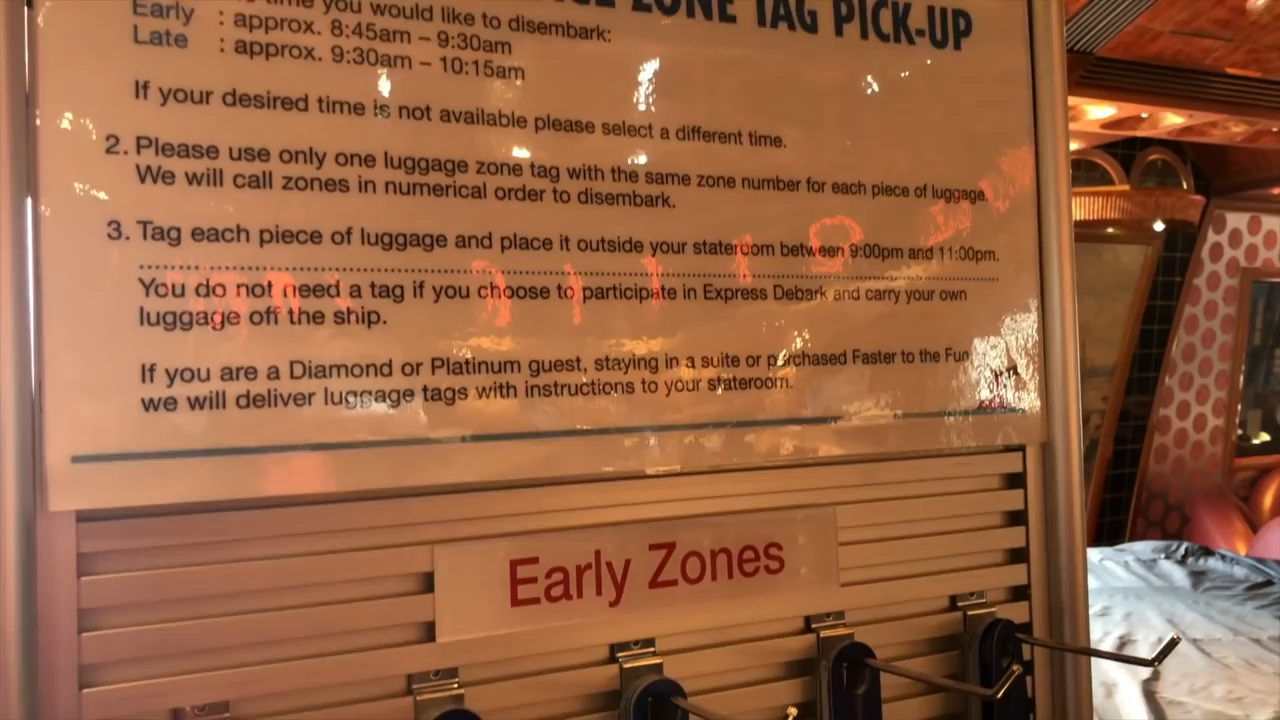 ZONE TAG PICK-UP
time you would like to disembark:
Early : approx. 8:45am – 9:30am
Late : approx. 9:30am – 10:15am
If your desired time is not available please select a different time.
2. Please use only one luggage zone tag with the same zone number for each piece of luggage.
We will call zones in numerical order to disembark.
3. Tag each piece of luggage and place it outside your stateroom between 9:00pm and 11:00pm.
You do not need a tag if you choose to participate in Express Debark and carry your own
luggage off the ship.
If you are a Diamond or Platinum guest, staying in a suite or purchased Faster to the Fun
we will deliver luggage tags with instructions to your stateroom.
Early Zones